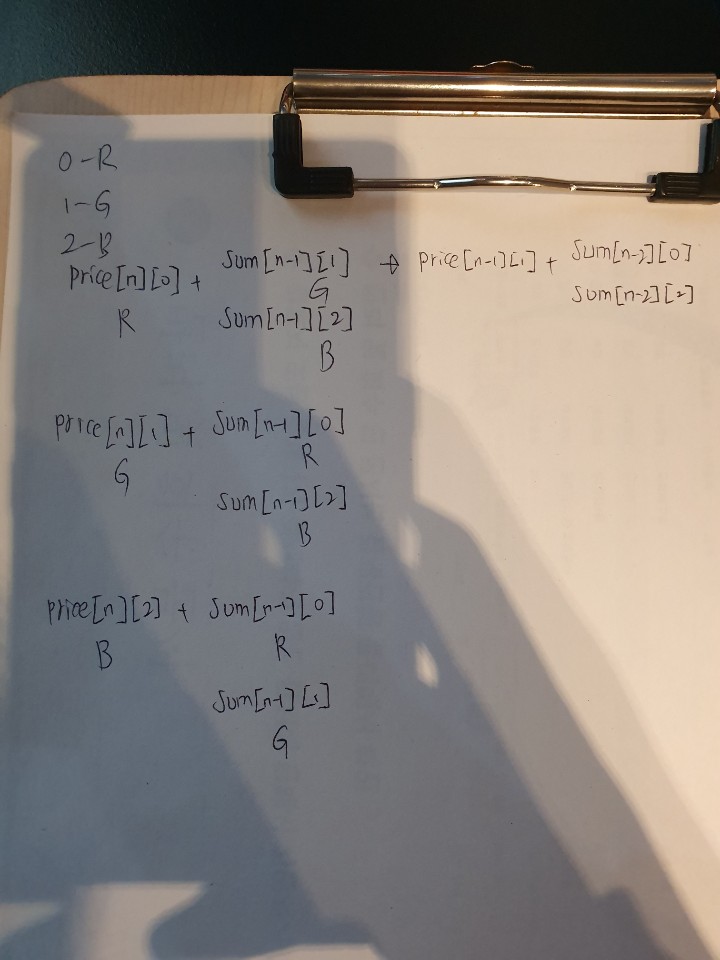 0-R
1-G
2-B
price[n][0] + sum[n-1][1] → price[n-1][1] + sum[n-2][0]
G sum[n-2][2]
R sum[n-1][2]
B
price[n][1] + sum[n-1][0]
G R
sum[n-1][2]
B
price[n][2] + sum[n-1][0]
B R
sum[n-1][1]
G